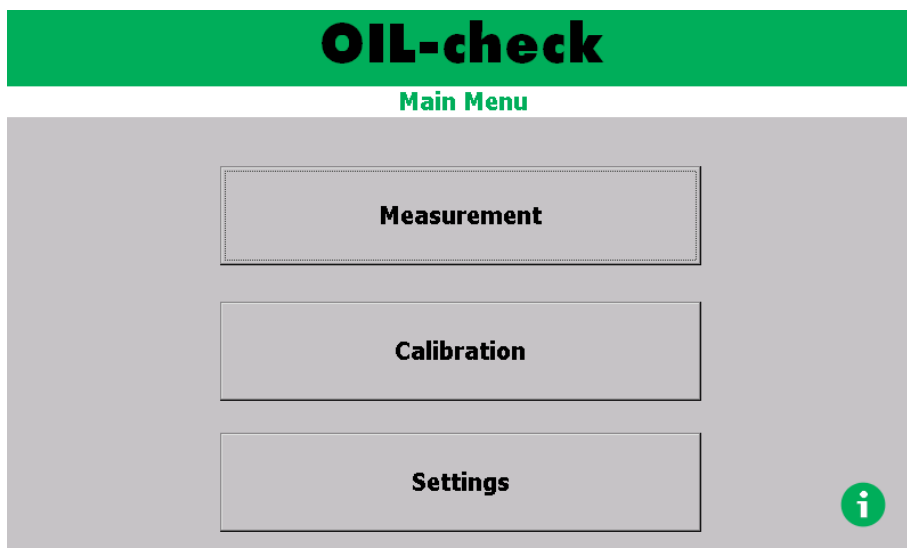 OIL-check
Main Menu
Measurement
Calibration
Settings
i